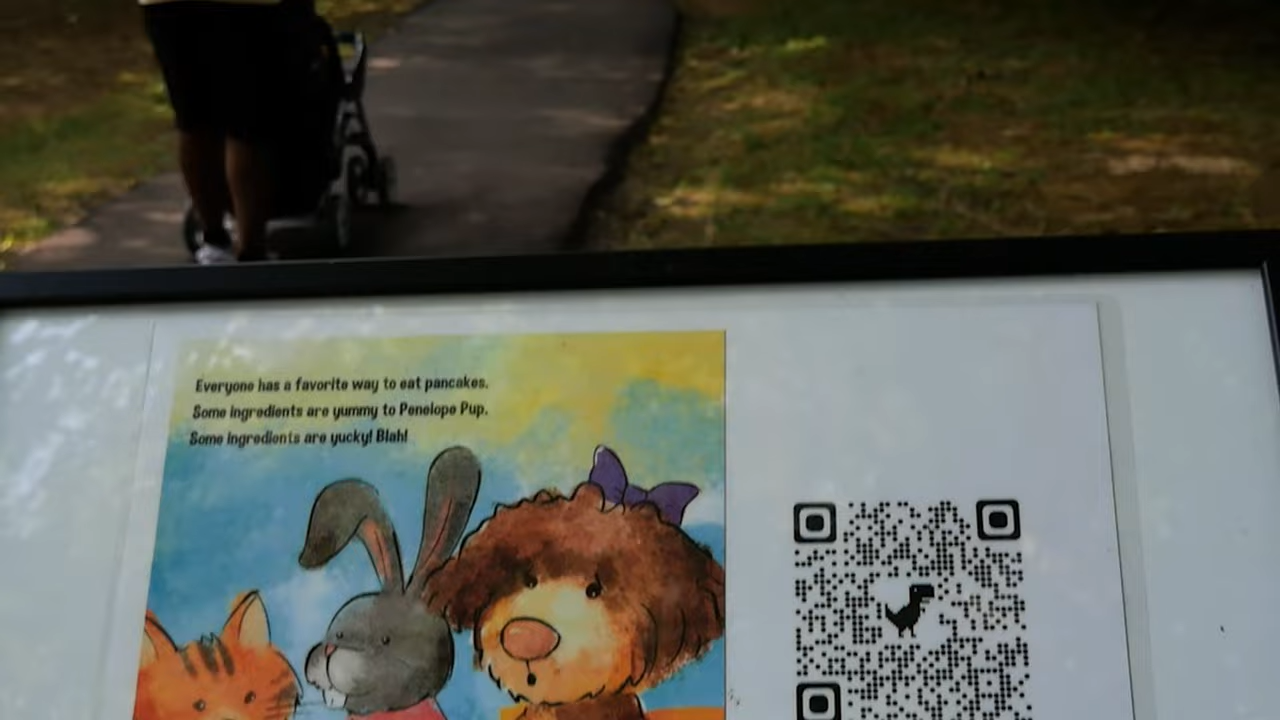 Everyone has a favorite way to eat pancakes.
Some ingredients are yummy to Penelope Pup.
Some ingredients are yucky! Blah!